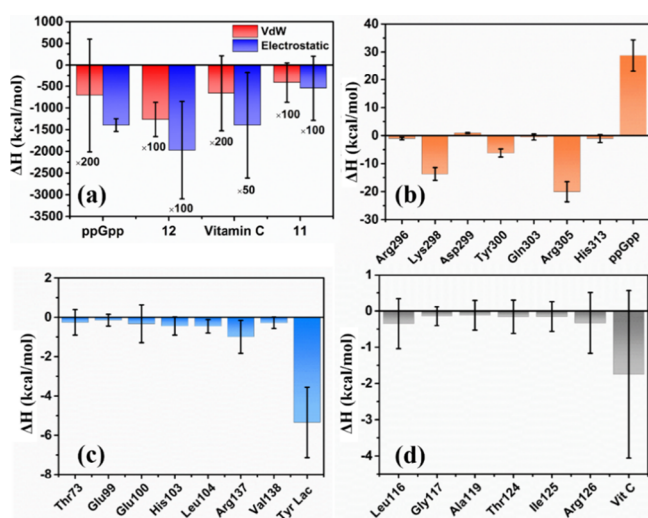 1000
500
0
-500
-1000
-1500
-2000
-2500
-3000
-3500
ΔH (kcal/mol)
VdW
Electrostatic
×200
×100
×100
×200
×50
×100
×100
(a)
ppGpp 12 Vitamin C 11
40
30
20
10
0
-10
-20
-30
-40
ΔH (kcal/mol)
(b)
Arg296 Lys298 Asp299 Tyr300 Gln303 Arg305 His313 ppGpp
2
0
-2
-4
-6
-8
ΔH (kcal/mol)
(c)
Thr73 Glu99 Glu100 His103 Leu104 Arg137 Val138 Tyr Lac
1
0
-1
-2
-3
-4
ΔH (kcal/mol)
(d)
Leu116 Gly117 Ala119 Thr124 Ile125 Arg126 Vit C